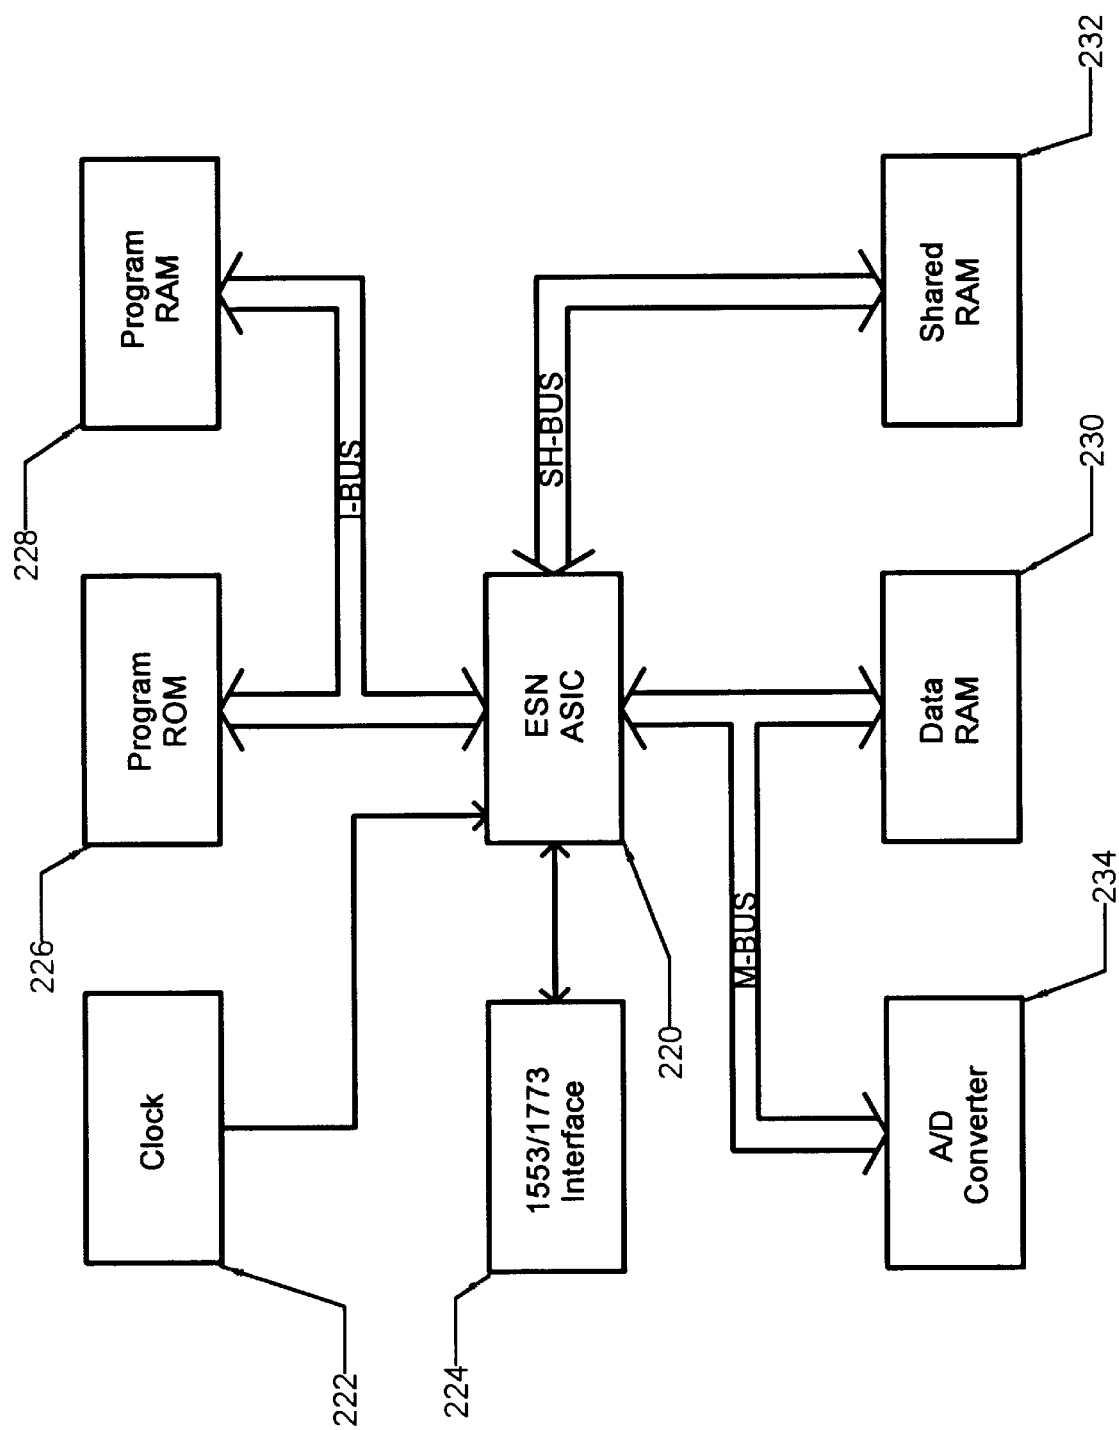 222
Clock
226
Program
ROM
228
Program
RAM
I-BUS
224
1553/1773
Interface
220
ESN
ASIC
SH-BUS
M-BUS
234
A/D
Converter
230
Data
RAM
232
Shared
RAM